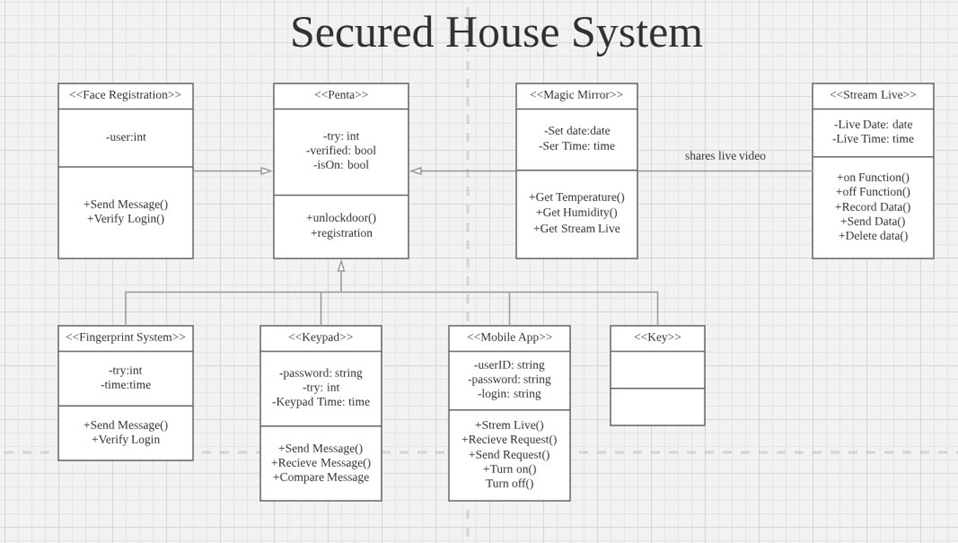 Secured House System
<<Face Registration>>
-user:int
+Send Message()
+Verify Login()
<<Penta>>
-try: int
-verified: bool
-isOn: bool
+unlockdoor()
+registration
<<Magic Mirror>>
-Set date:date
-Ser Time: time
+Get Temperature()
+Get Humidity()
+Get Stream Live
shares live video
<<Stream Live>>
-Live Date: date
-Live Time: time
+on Function()
+off Function()
+Record Data()
+Send Data()
+Delete data()
<<Fingerprint System>>
-try:int
-time:time
+Send Message()
+Verify Login
<<Keypad>>
-password: string
-try: int
-Keypad Time: time
+Send Message()
+Recieve Message()
+Compare Message
<<Mobile App>>
-userID: string
-password: string
-login: string
+Strem Live()
+Recieve Request()
+Send Request()
+Turn on()
Turn off()
<<Key>>